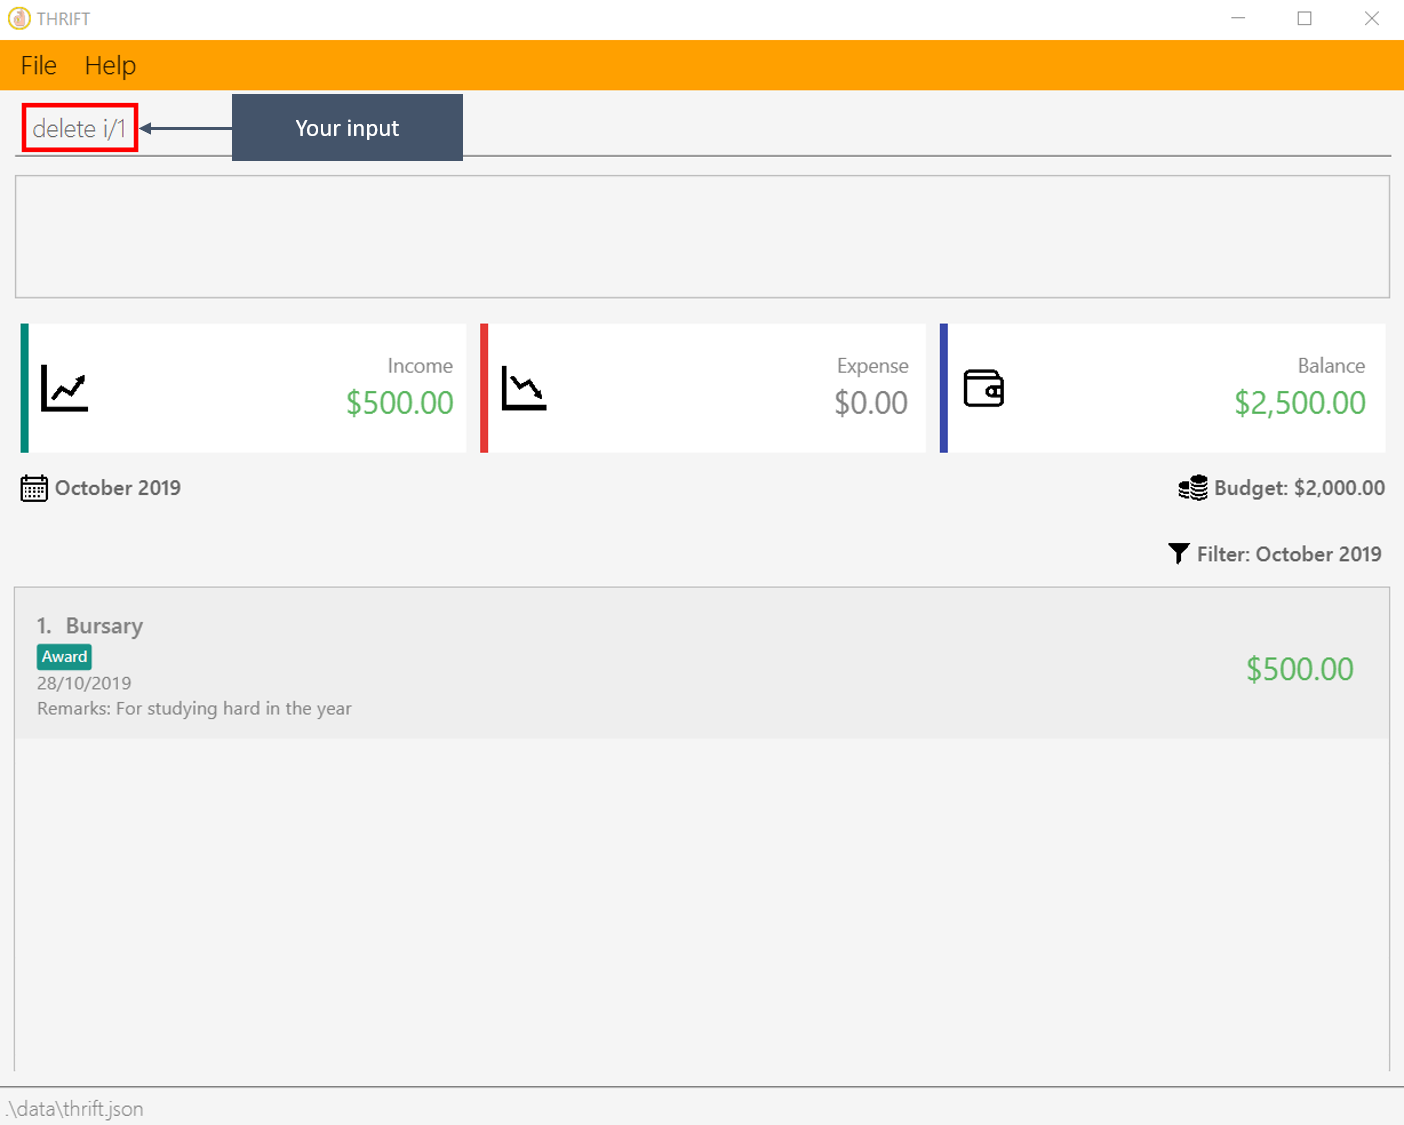 THRIFT
File Help
delete i/1
Your input
Income
$500.00
Expense
$0.00
Balance
$2,500.00
October 2019
Budget: $2,000.00
Filter: October 2019
1. Bursary
Award
28/10/2019
Remarks: For studying hard in the year
$500.00
.\data\thrift.json